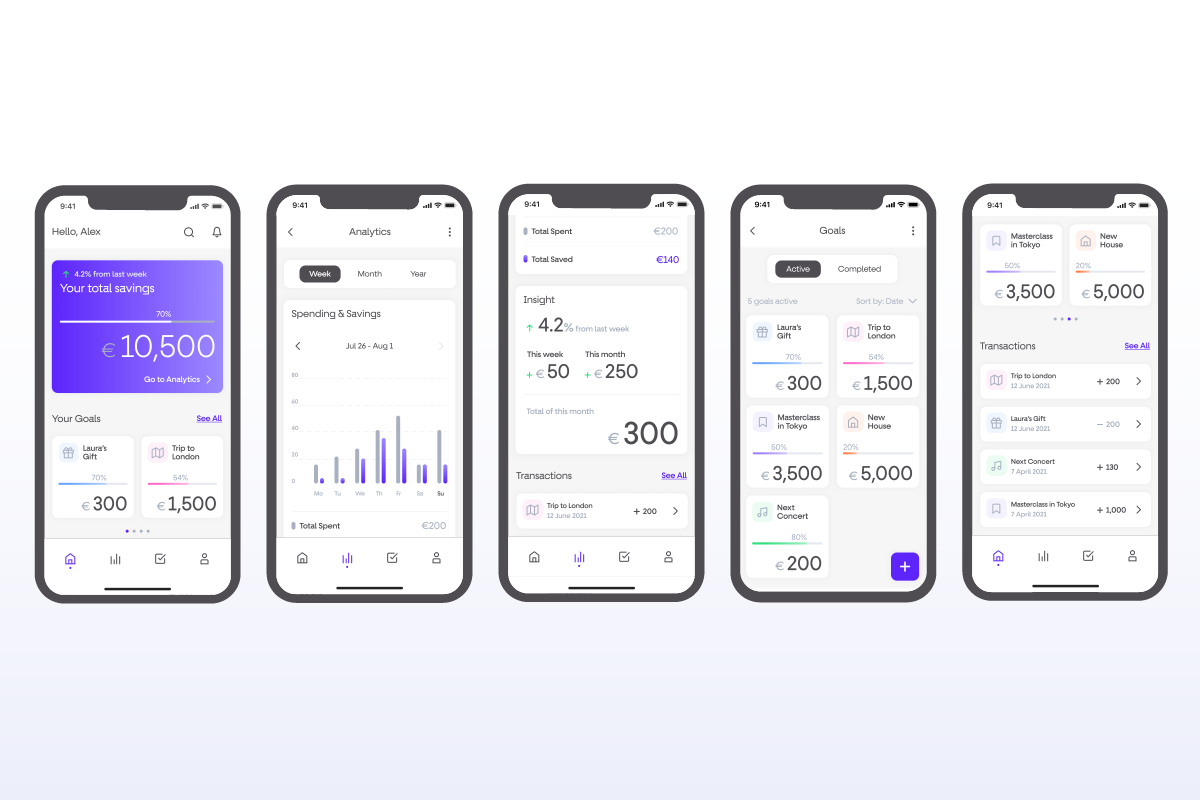 9:41
Hello, Alex
4.2% from last week
Your total savings
70%
€ 10,500
Go to Analytics
Your Goals See All
Laura's
Gift
70%
€ 300
Trip to
London
54%
€ 1,500
9:41
Analytics
Week Month Year
Spending & Savings
Jul 26 - Aug 1
80
60
40
20
0
Mo Tu We Th Fr Sa Su
Total Spent €200
9:41
Total Spent €200
Total Saved €140
Insight
4.2% from last week
This week This month
+ € 50 + € 250
Total of this month
€ 300
Transactions See All
Trip to London
12 June 2021
+ 200
9:41
Goals
Active Completed
5 goals active Sort by: Date
Laura's
Gift
70%
€ 300
Trip to
London
54%
€ 1,500
Masterclass
in Tokyo
50%
€ 3,500
New
House
20%
€ 5,000
Next
Concert
80%
€ 200
+
9:41
Masterclass
in Tokyo
50%
€ 3,500
New
House
20%
€ 5,000
Transactions See All
Trip to London
12 June 2021
+ 200
Laura's Gift
12 June 2021
— 200
Next Concert
7 April 2021
+ 130
Masterclass in Tokyo
7 April 2021
+ 1,000